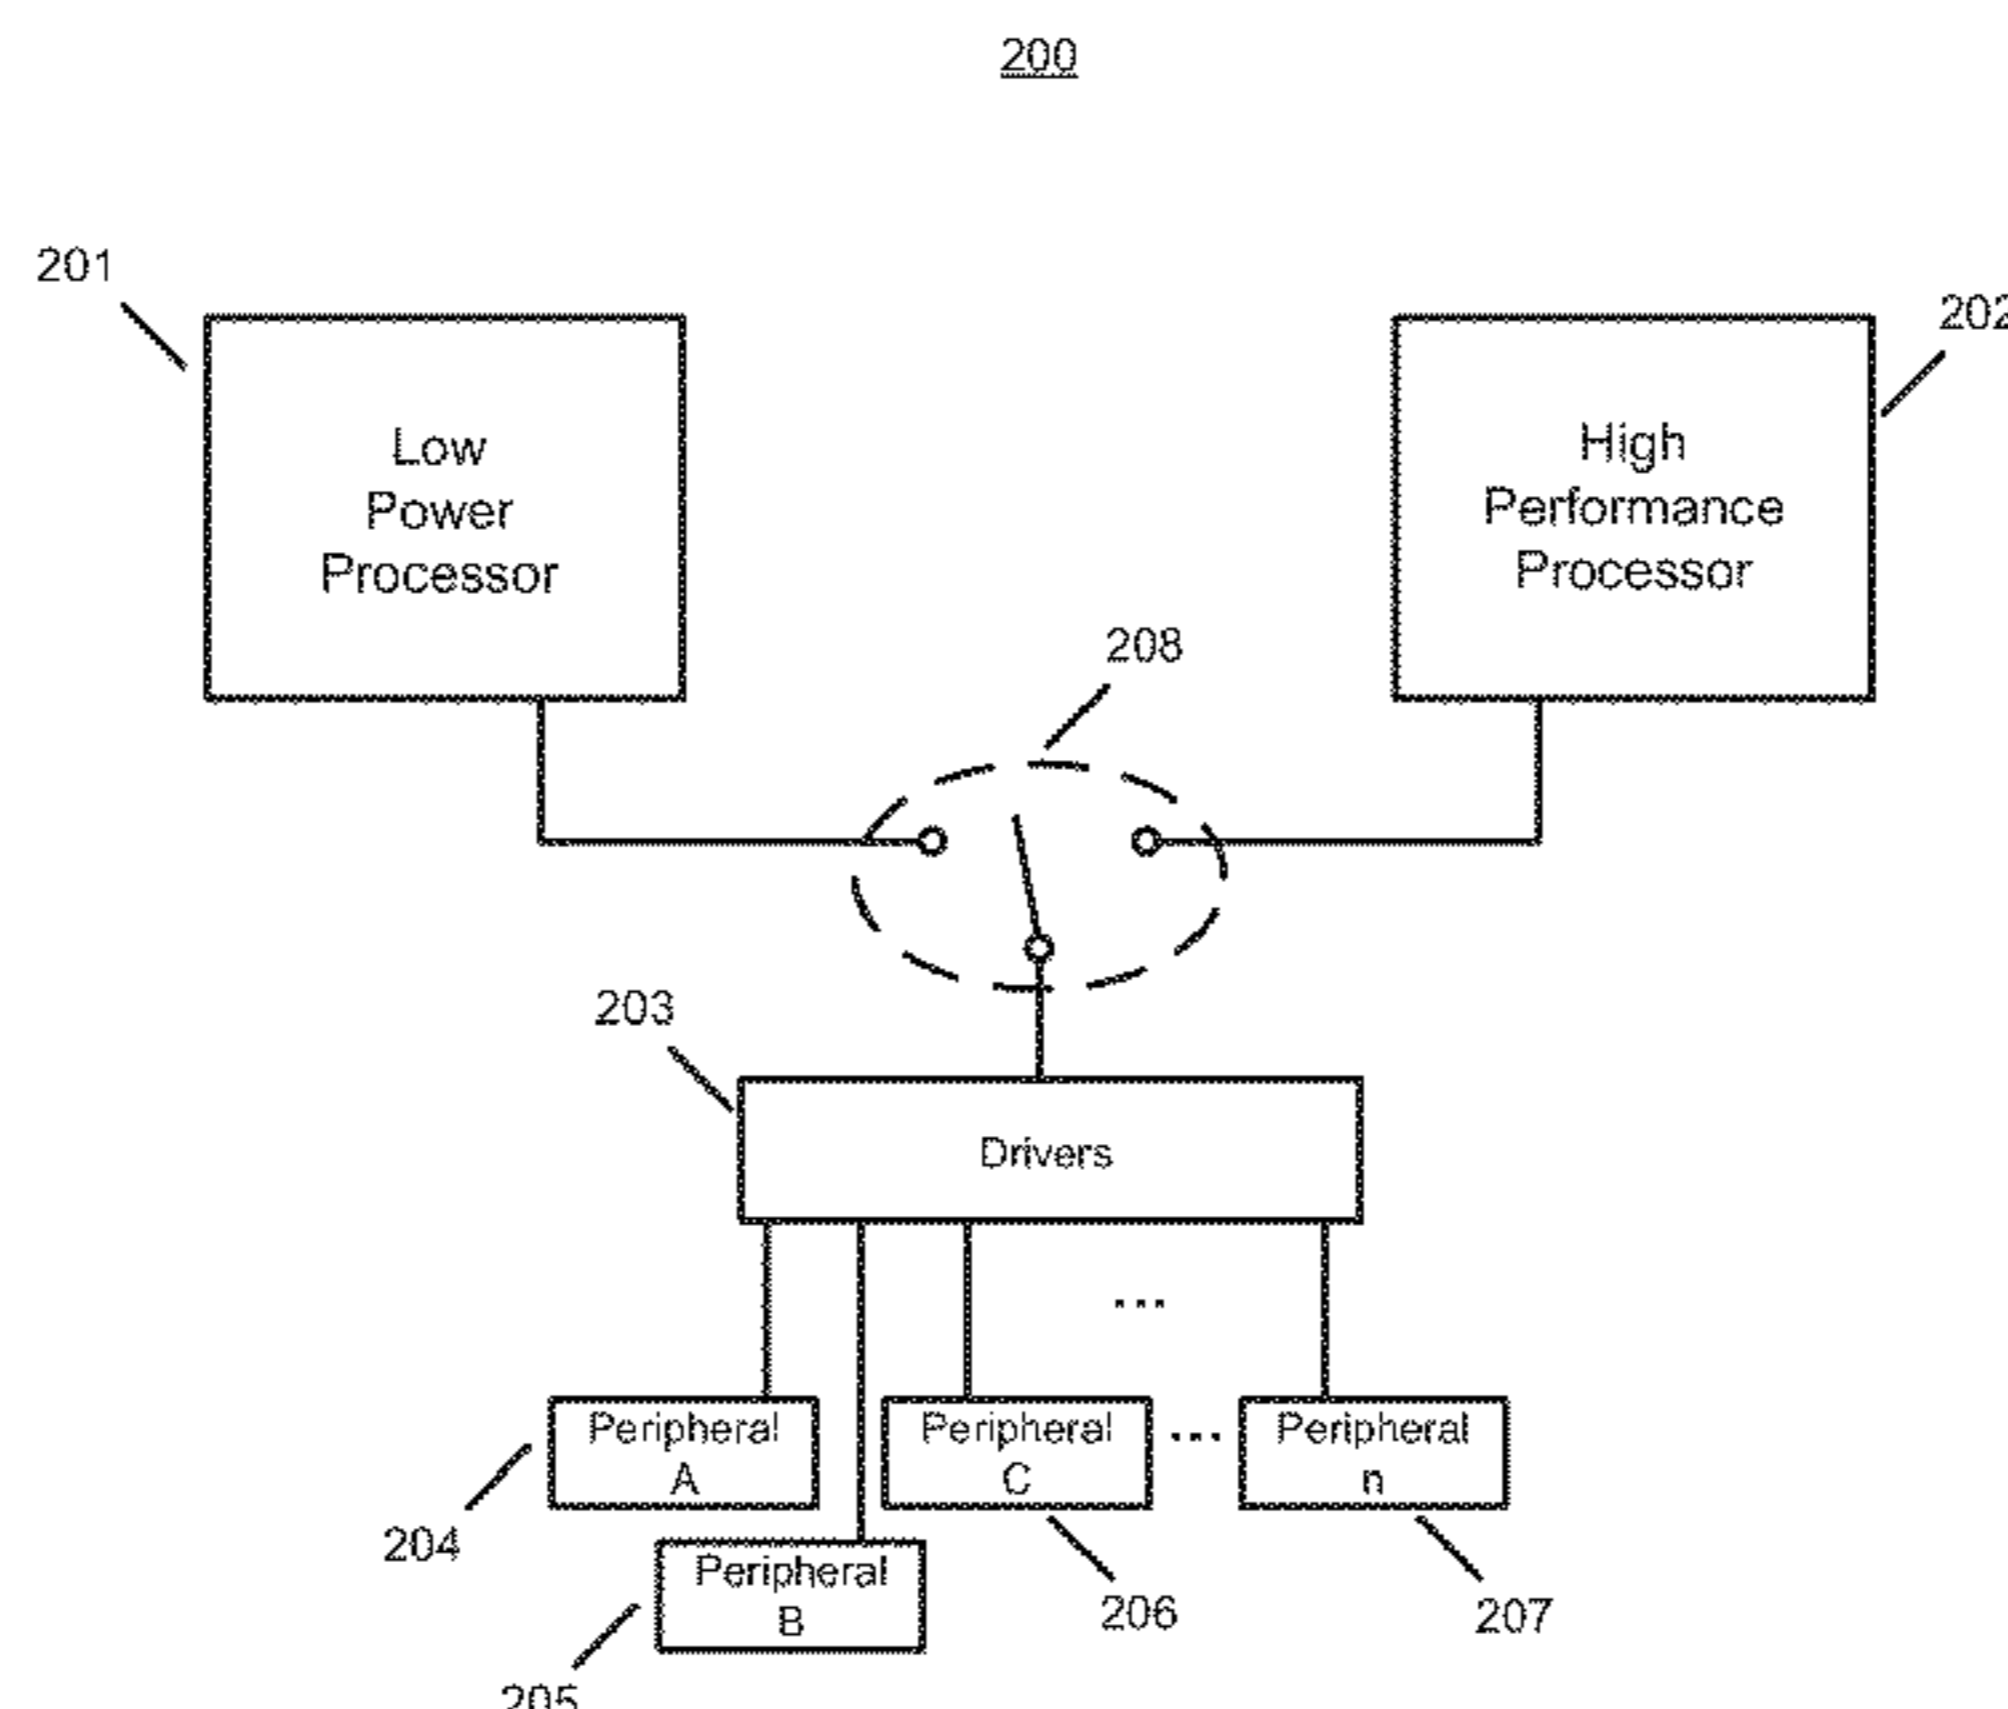 200
201
202
Low
Power
Processor
High
Performance
Processor
208
203
Drivers
...
Peripheral
A
Peripheral
C
...
Peripheral
n
204
Peripheral
B
206
207
205